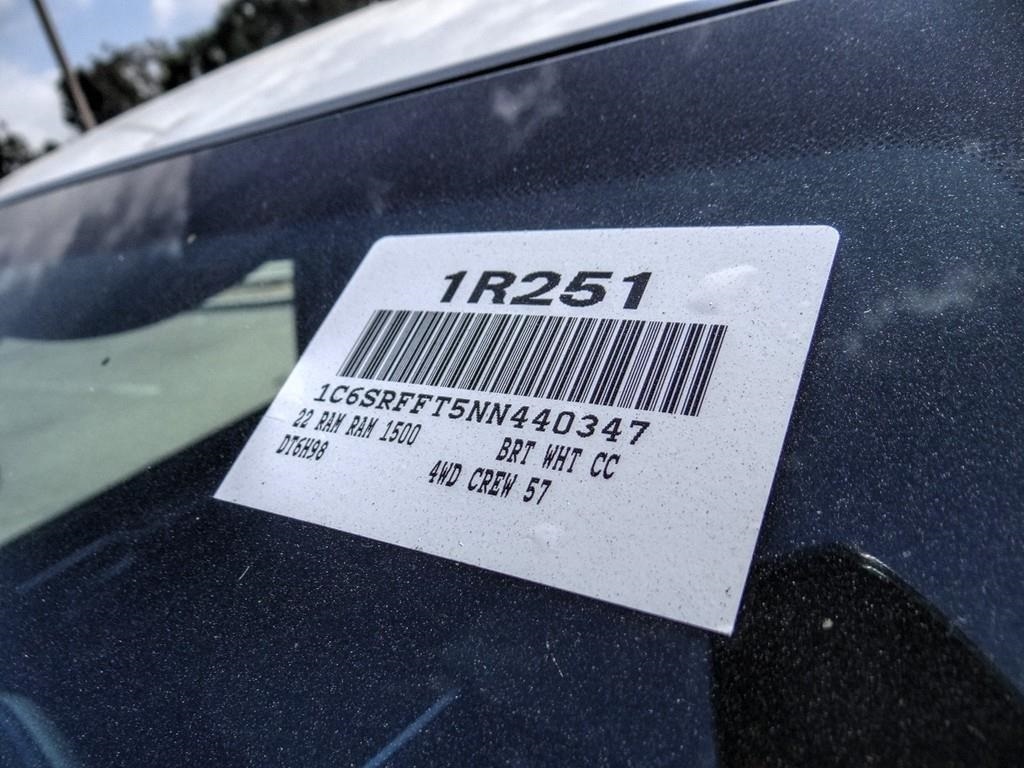 1R251
1C6SRFFT5NN440347
22 RAM RAM 1500 BRT WHT CC
DT6H98 4WD CREW 57